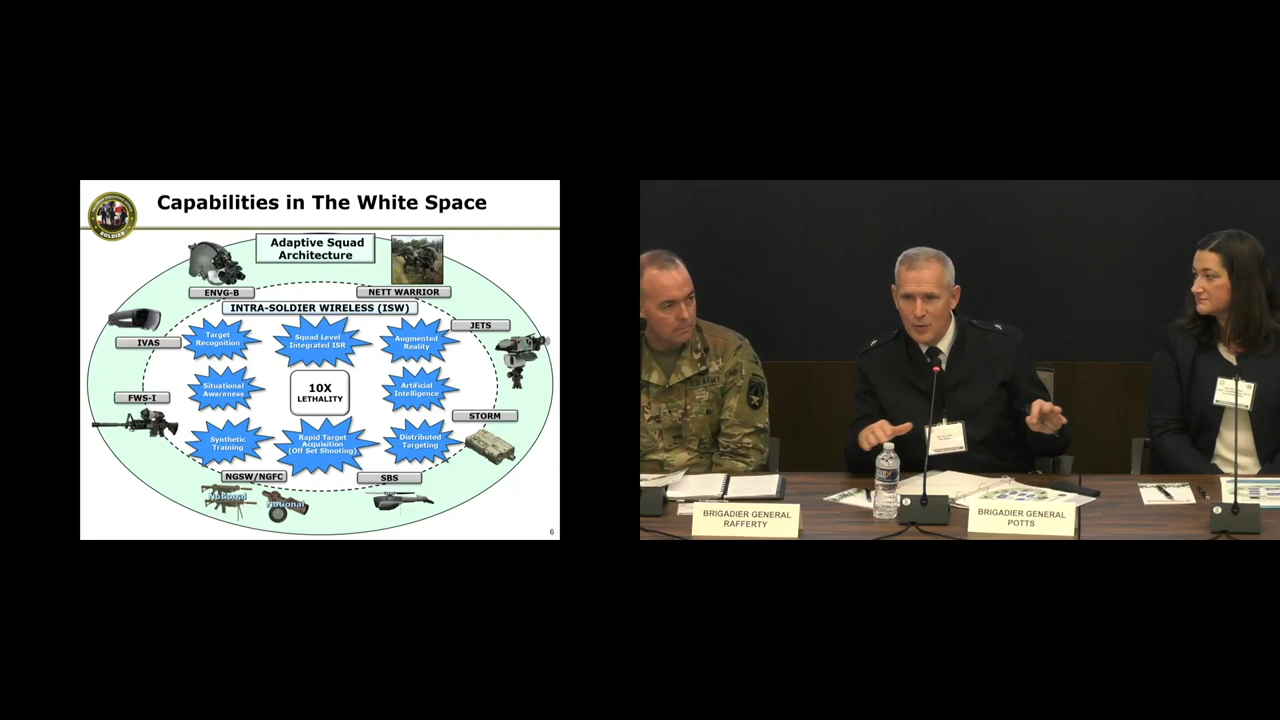 Capabilities in The White Space
SOLDIER
Adaptive Squad
Architecture
ENVG-B
NETT WARRIOR
INTRA-SOLDIER WIRELESS (ISW)
IVAS
JETS
Target
Recognition
Squad Level
Integrated ISR
Augmented
Reality
Situational
Awareness
10X
LETHALITY
Artificial
Intelligence
FWS-I
STORM
Synthetic
Training
Rapid Target
Acquisition
(Off Set Shooting)
Distributed
Targeting
NGSW/NGFC
SBS
Notional
Notional
6
U.S. ARMY
BRIGADIER GENERAL
RAFFERTY
BRIGADIER GENERAL
POTTS